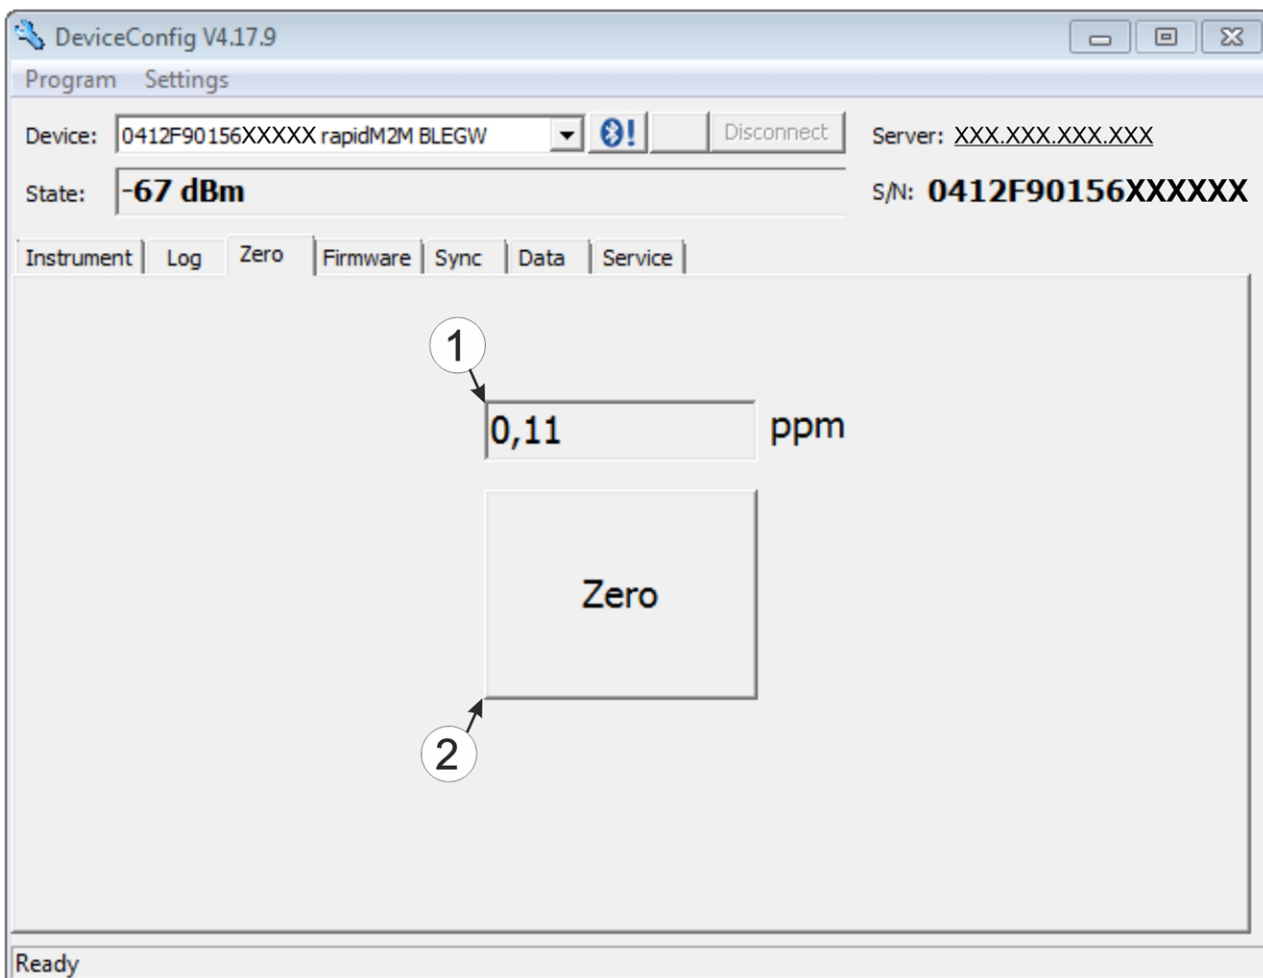 DeviceConfig V4.17.9
Program Settings
Device: 0412F90156XXXXX rapidM2M BLEGW Disconnect Server: XXX.XXX.XXX.XXX
State: -67 dBm S/N: 0412F90156XXXXXX
Instrument Log Zero Firmware Sync Data Service
1
0,11 ppm
Zero
2
Ready